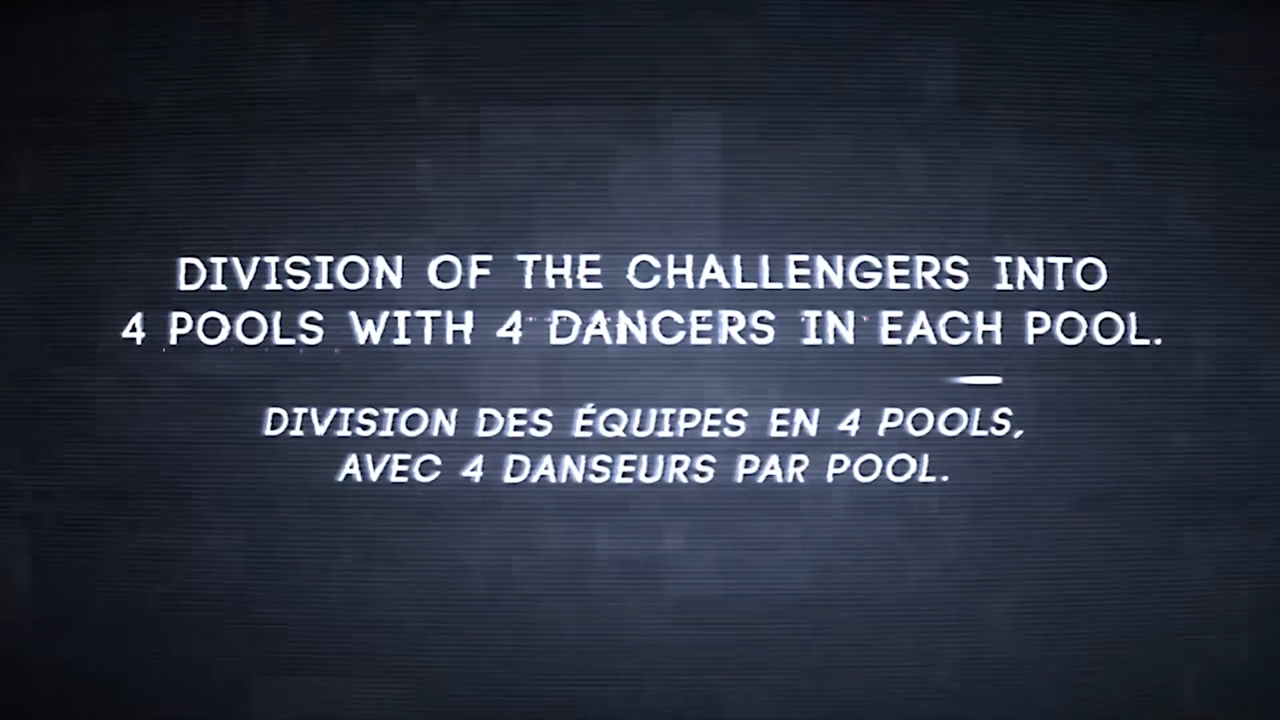 DIVISION OF THE CHALLENGERS INTO
4 POOLS WITH 4 DANCERS IN EACH POOL.
DIVISION DES ÉQUIPES EN 4 POOLS,
AVEC 4 DANSEURS PAR POOL.